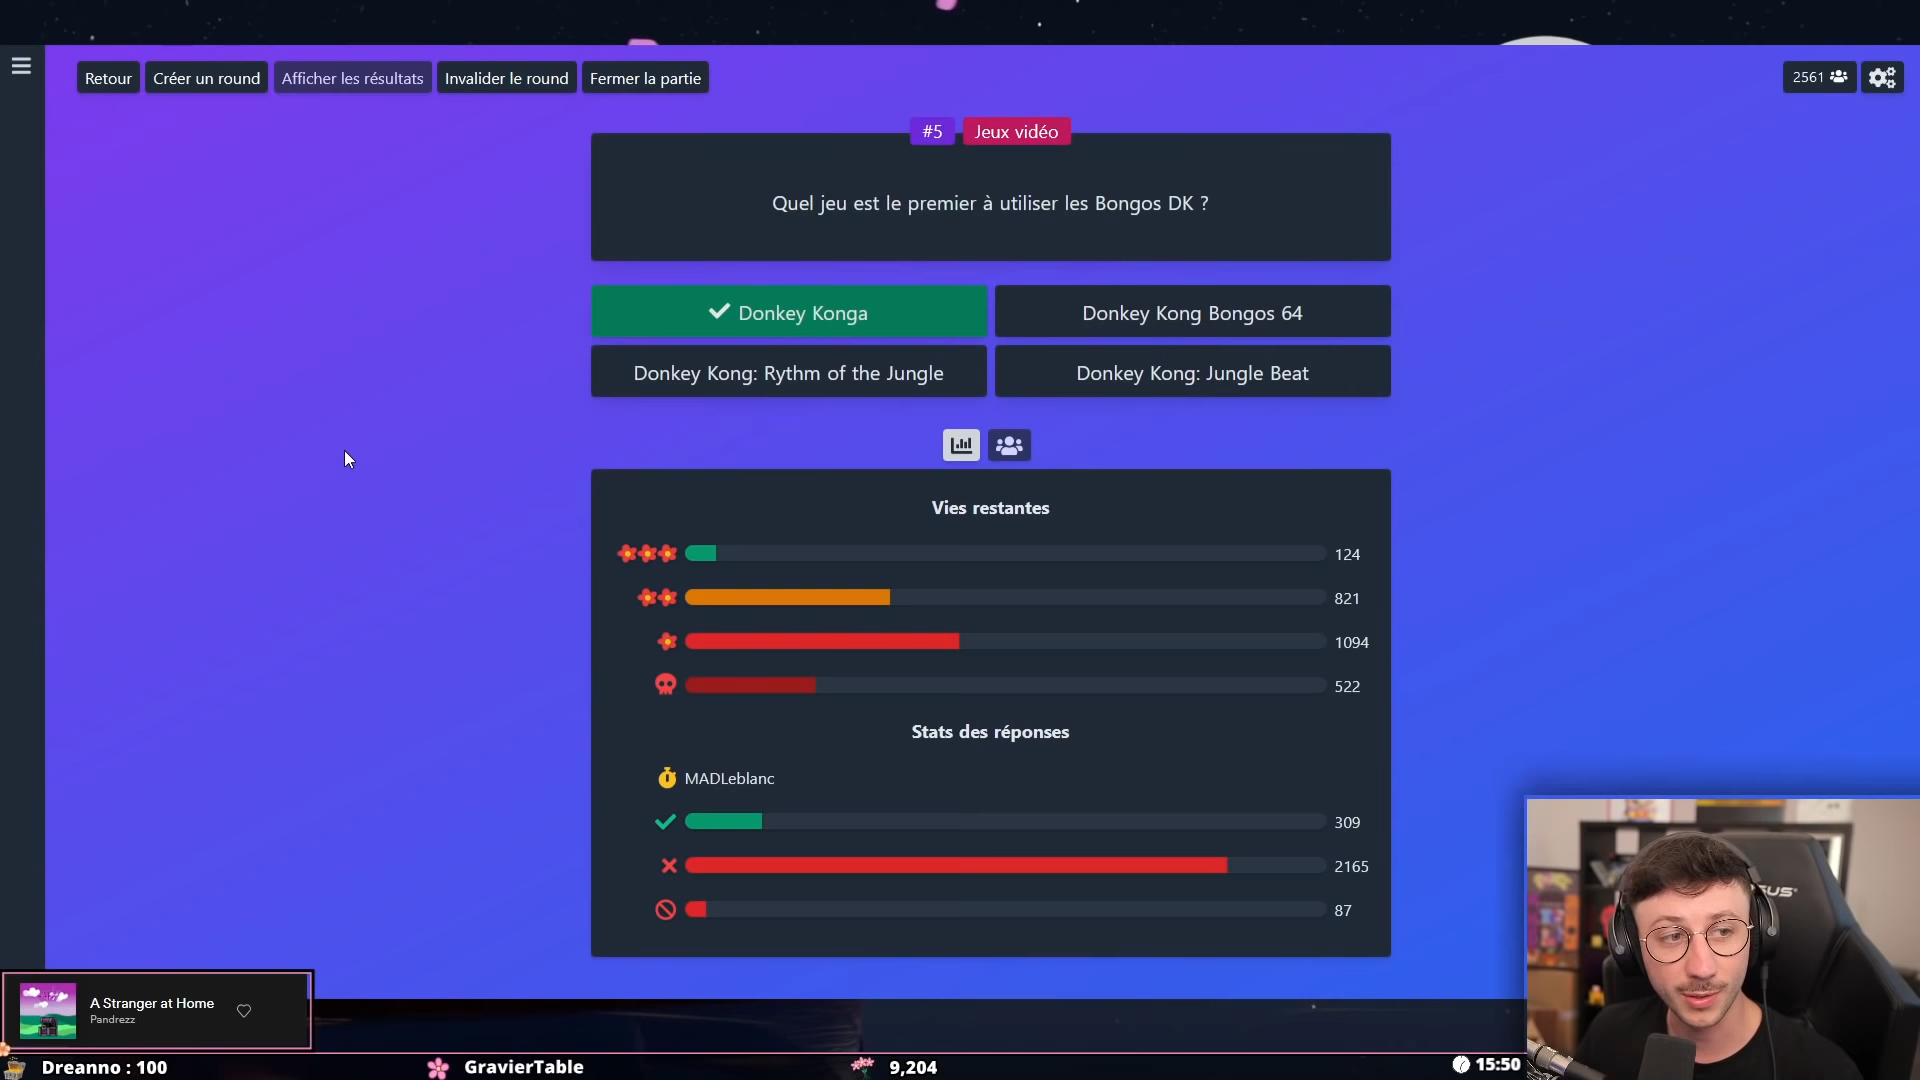 Retour Créer un round Afficher les résultats Invalider le round Fermer la partie 2561
#5 Jeux vidéo
Quel jeu est le premier à utiliser les Bongos DK ?
Donkey Konga
Donkey Kong Bongos 64
Donkey Kong: Rythm of the Jungle
Donkey Kong: Jungle Beat
Vies restantes
124
821
1094
522
Stats des réponses
MADLeblanc
309
2165
87
A Stranger at Home
Pandrezz
Dreanno : 100 GravierTable 9,204 15:50